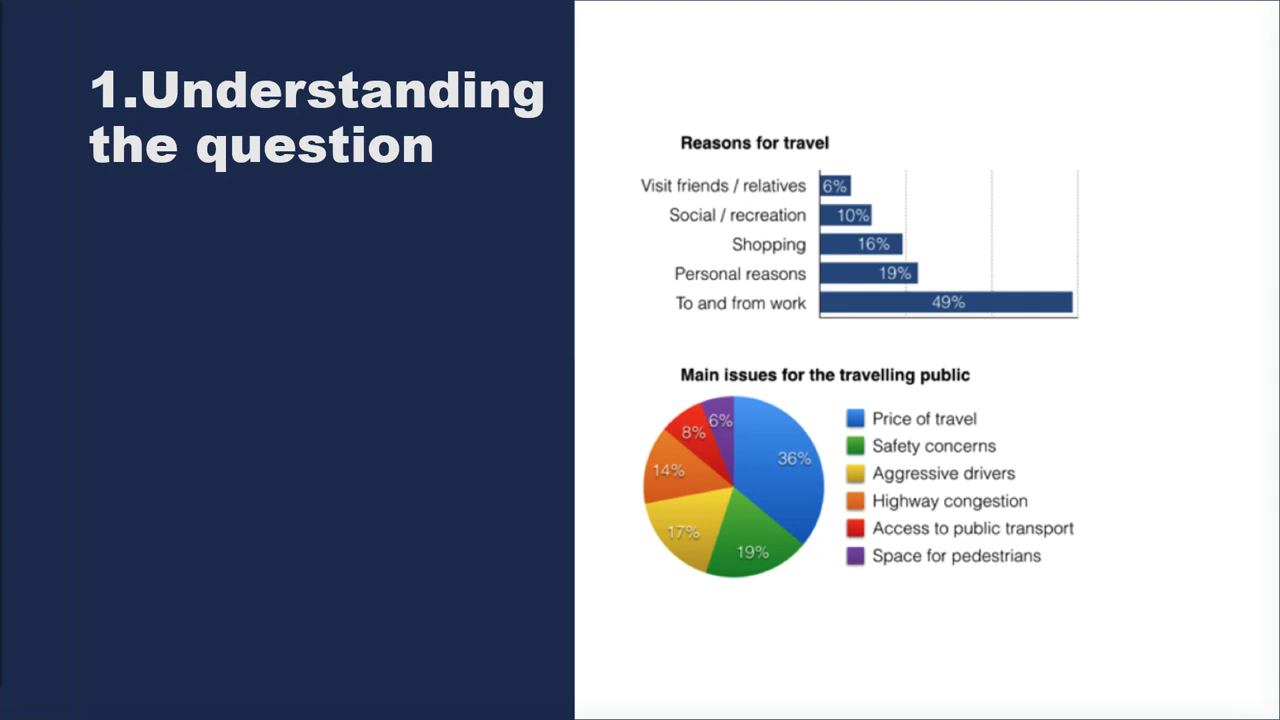 1.Understanding
the question
Reasons for travel
Visit friends / relatives 6%
Social / recreation 10%
Shopping 16%
Personal reasons 19%
To and from work 49%
Main issues for the travelling public
36%
19%
17%
14%
8%
6%
Price of travel
Safety concerns
Aggressive drivers
Highway congestion
Access to public transport
Space for pedestrians